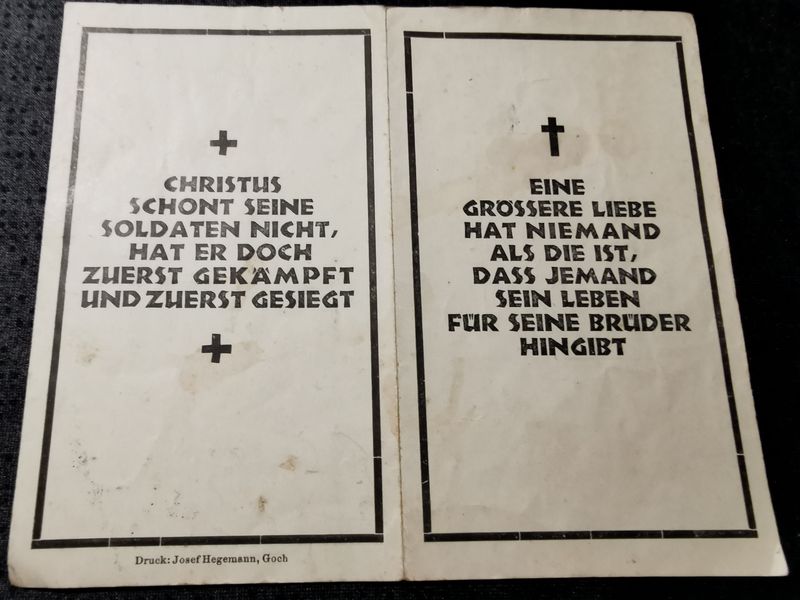 CHRISTUS
SCHONT SEINE
SOLDATEN NICHT,
HAT ER DOCH
ZUERST GEKÄMPFT
UND ZUERST GESIEGT
Druck: Josef Hegemann, Goch
EINE
GRÖSSERE LIEBE
HAT NIEMAND
ALS DIE IST,
DASS JEMAND
SEIN LEBEN
FÜR SEINE BRÜDER
HINGIBT